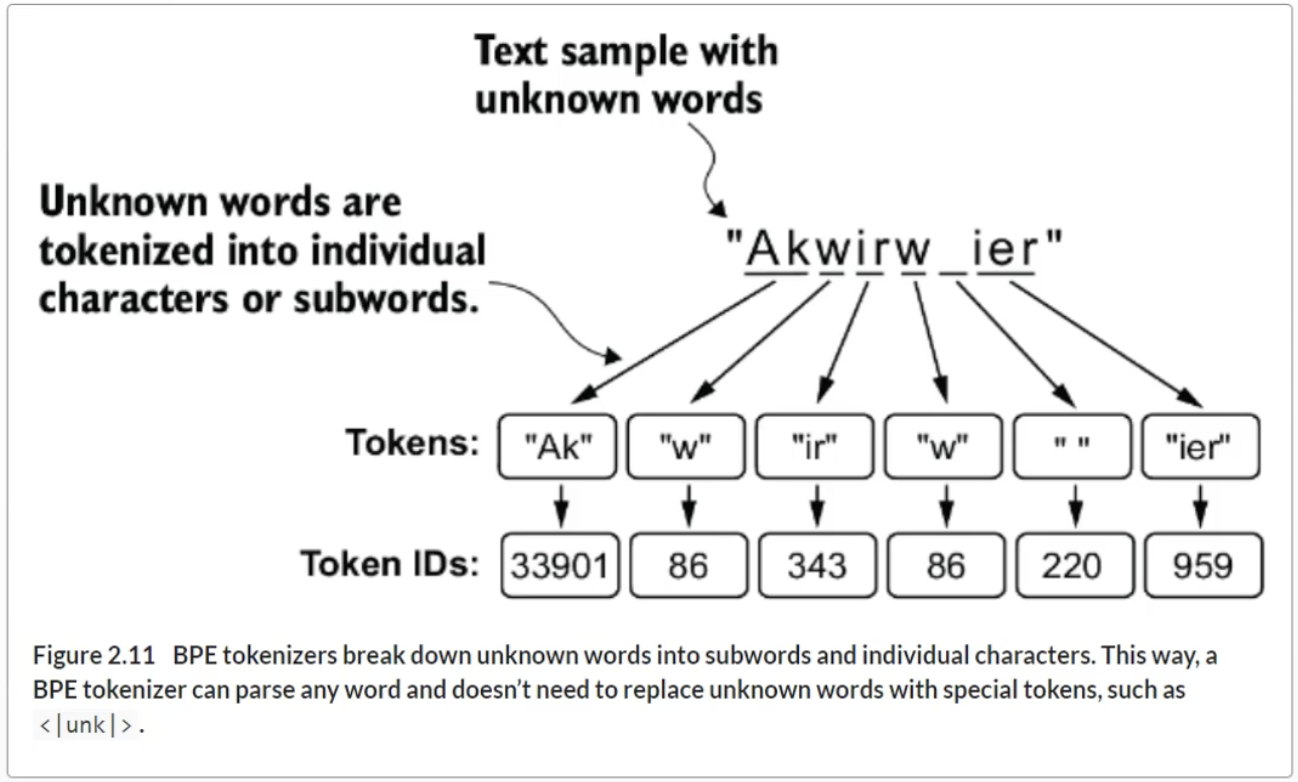 Text sample with
unknown words
Unknown words are
tokenized into individual
characters or subwords.
"Akwirw ier"
Tokens: "Ak" "w" "ir" "w" " " "ier"
Token IDs: 33901 86 343 86 220 959
Figure 2.11 BPE tokenizers break down unknown words into subwords and individual characters. This way, a
BPE tokenizer can parse any word and doesn’t need to replace unknown words with special tokens, such as
<|unk|>.